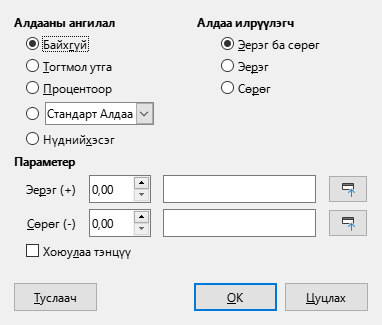 Алдааны ангилал
Алдаа илрүүлэгч
Байхгүй
Эерэг ба сөрөг
Тогтмол утга
Эерэг
Процентоор
Сөрөг
Стандарт Алдаа
Нүднийхэсэг
Параметер
Эерэг (+)
0,00
Сөрөг (-)
0,00
Хоюулаа тэнцүү
Туслаач
OK
Цуцлах